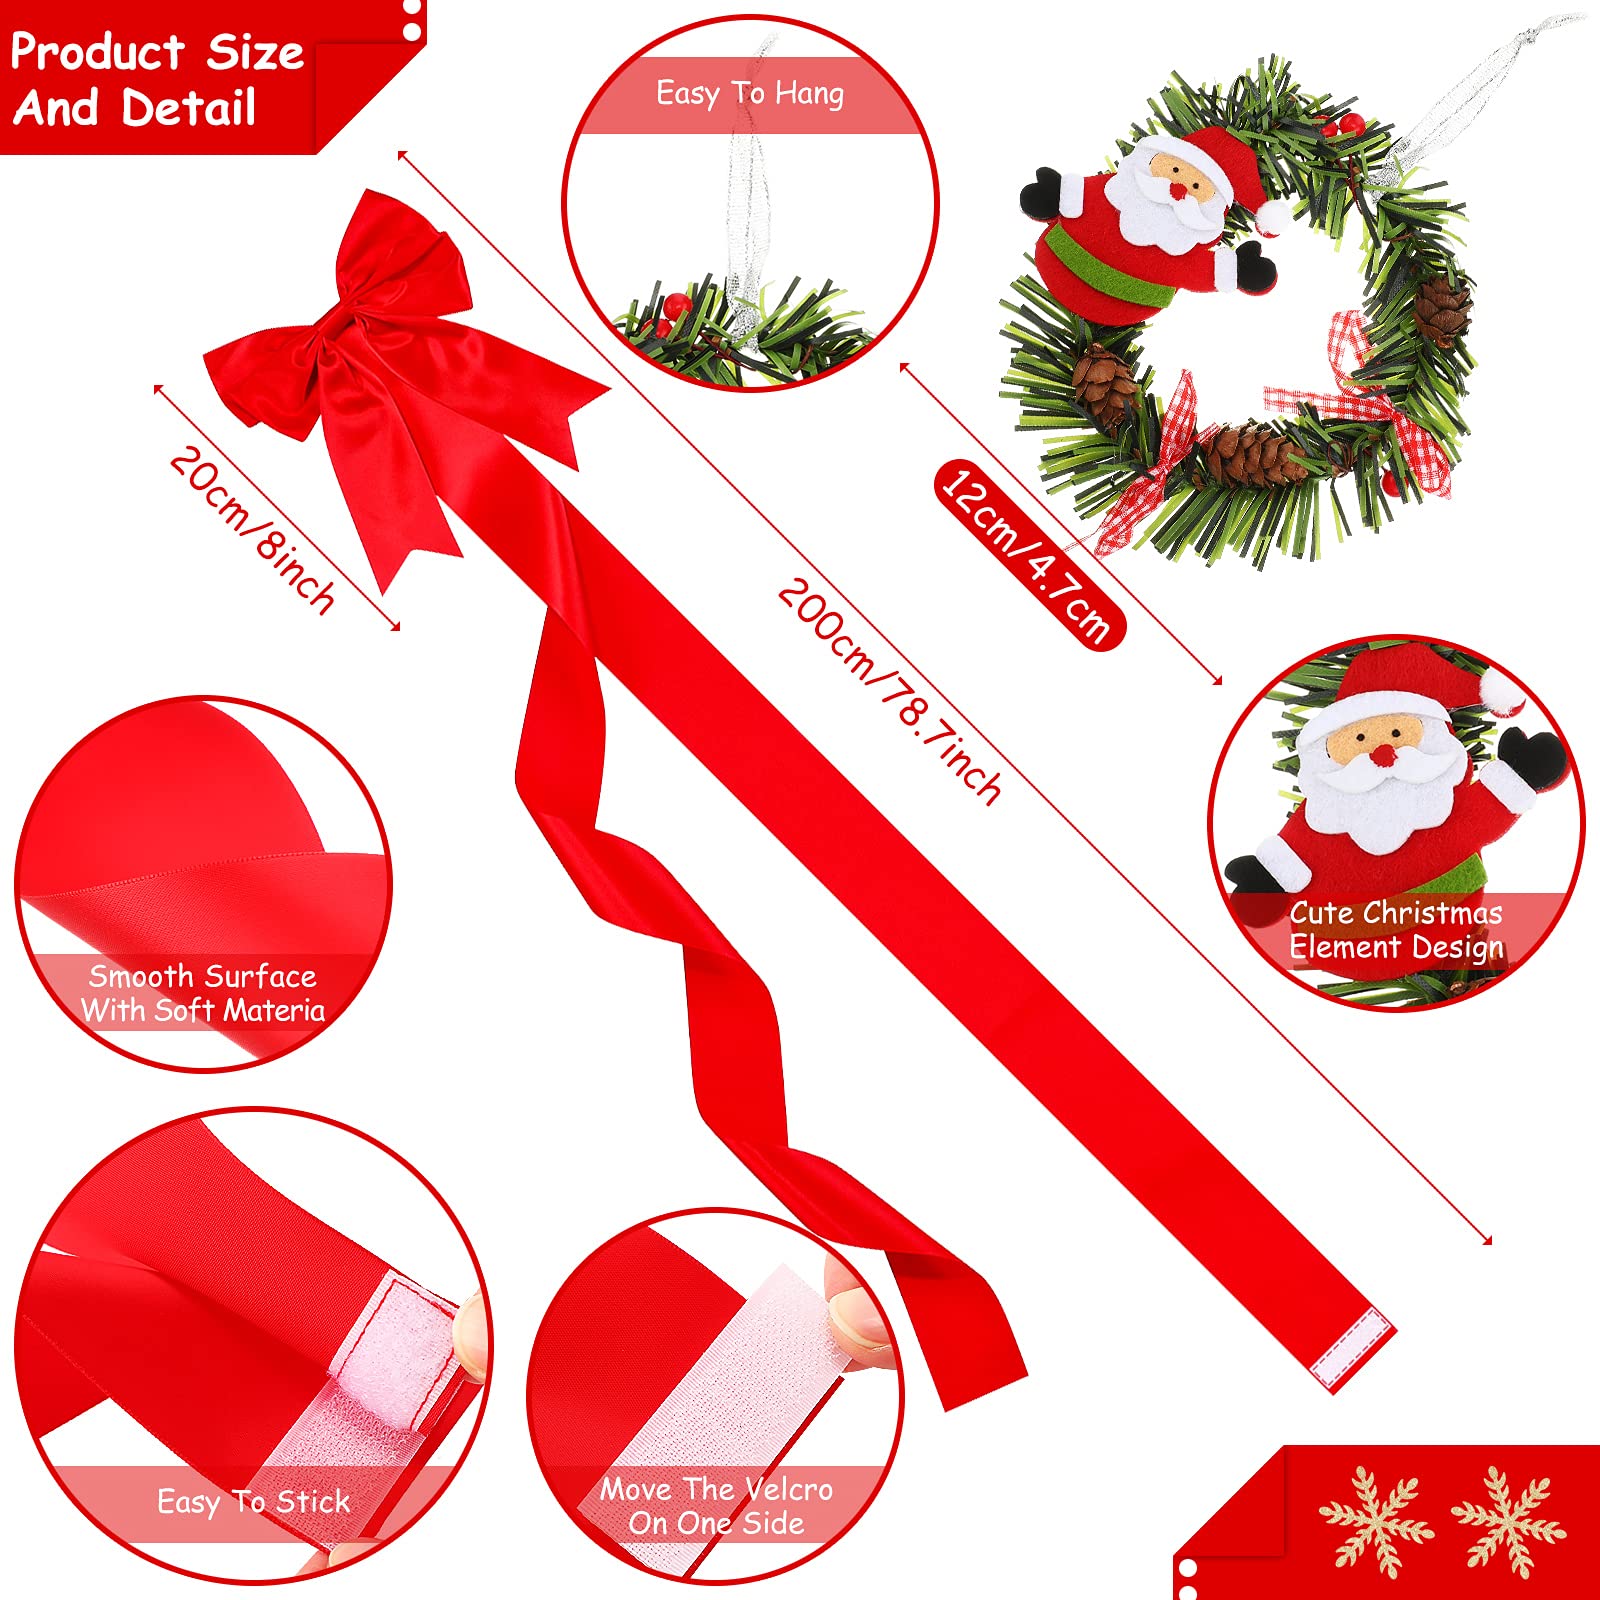 Product Size
And Detail
Easy To Hang
20cm/8inch
200cm/78.7inch
12cm/4.7cm
Cute Christmas
Element Design
Smooth Surface
With Soft Materia
Easy To Stick
Move The Velcro
On One Side